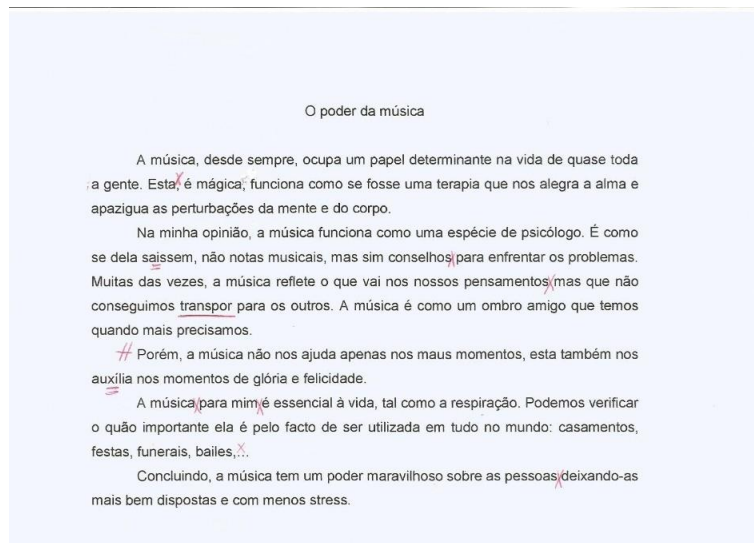 O poder da música
A música, desde sempre, ocupa um papel determinante na vida de quase toda
a gente. Esta, é mágica, funciona como se fosse uma terapia que nos alegra a alma e
apazigua as perturbações da mente e do corpo.
Na minha opinião, a música funciona como uma espécie de psicólogo. É como
se dela saissem, não notas musicais, mas sim conselhos para enfrentar os problemas.
Muitas das vezes, a música reflete o que vai nos nossos pensamentos mas que não
conseguimos transpor para os outros. A música é como um ombro amigo que temos
quando mais precisamos.
Porém, a música não nos ajuda apenas nos maus momentos, esta também nos
auxília nos momentos de glória e felicidade.
A música para mim é essencial à vida, tal como a respiração. Podemos verificar
o quão importante ela é pelo facto de ser utilizada em tudo no mundo: casamentos,
festas, funerais, bailes,...
Concluindo, a música tem um poder maravilhoso sobre as pessoas deixando-as
mais bem dispostas e com menos stress.